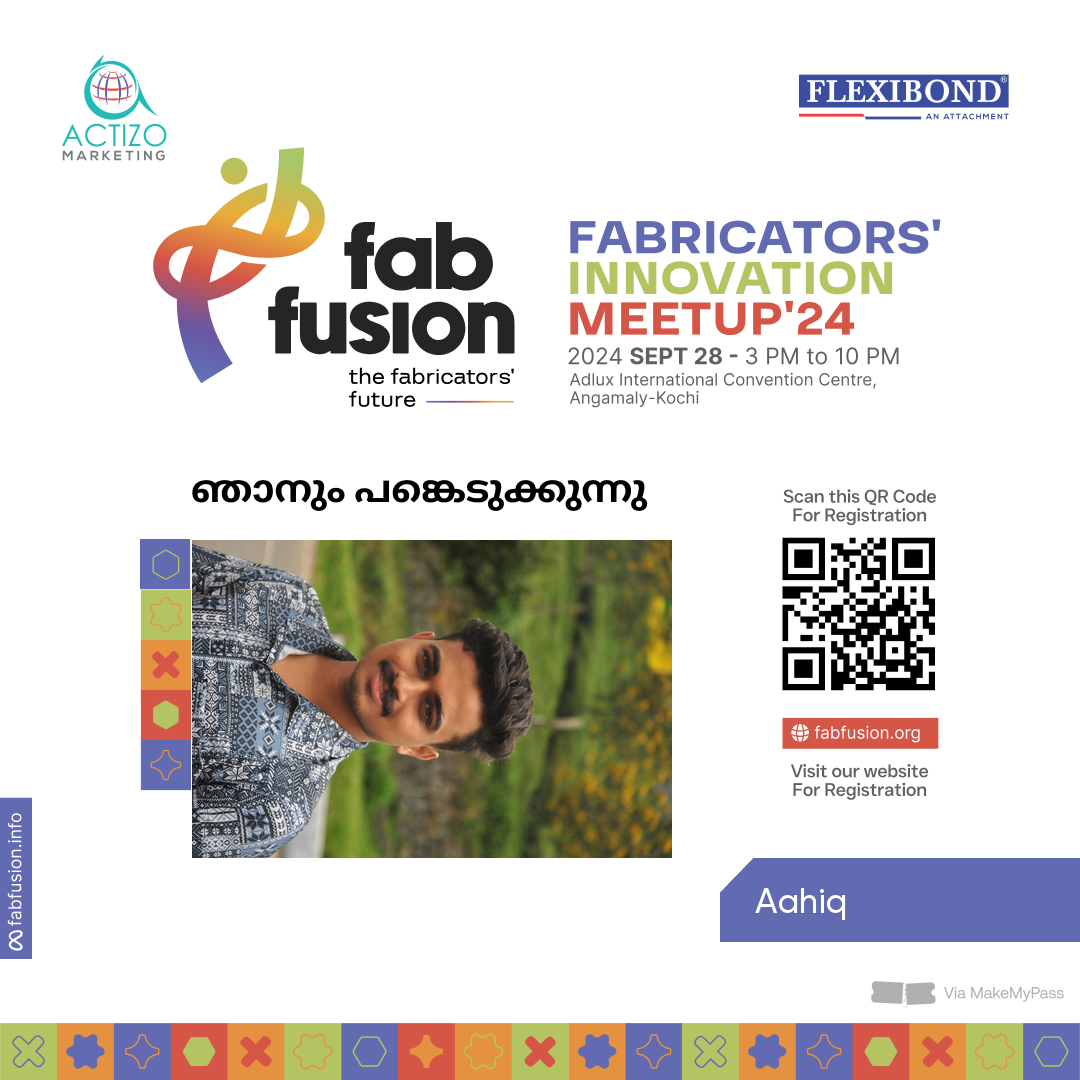 ACTIZO
MARKETING
FLEXIBOND®
AN ATTACHMENT
fab
fusion
the fabricators'
future
FABRICATORS'
INNOVATION
MEETUP'24
2024 SEPT 28 - 3 PM to 10 PM
Adlux International Convention Centre,
Angamaly-Kochi
ഞാനും പങ്കെടുക്കുന്നു
Scan this QR Code
For Registration
fabfusion.org
Visit our website
For Registration
fabfusion.info
Aahiq
Via MakeMyPass